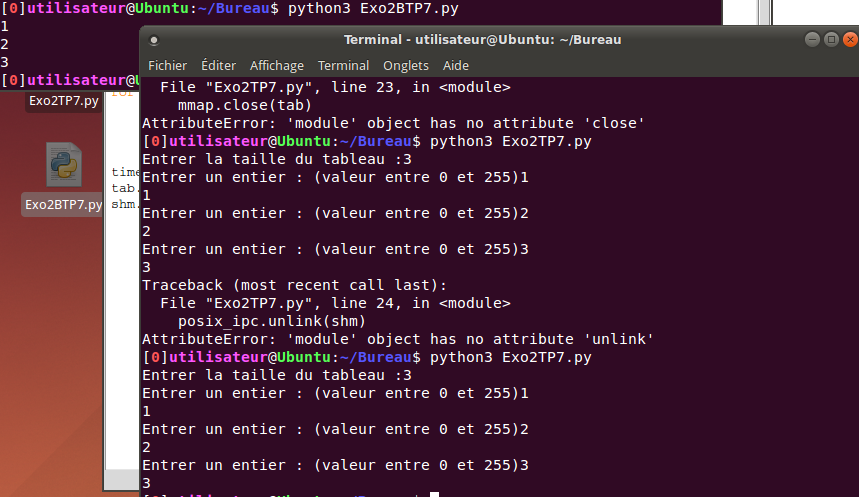 [0]utilisateur@Ubuntu:~/Bureau$ python3 Exo2BTP7.py
1
2
3
[0]utilisateur@U
Exo2TP7.py
Exo2BTP7.py
for
time
tab.
shm.
Terminal - utilisateur@Ubuntu: ~/Bureau
Fichier Éditer Affichage Terminal Onglets Aide
File "Exo2TP7.py", line 23, in <module>
mmap.close(tab)
AttributeError: 'module' object has no attribute 'close'
[0]utilisateur@Ubuntu:~/Bureau$ python3 Exo2TP7.py
Entrer la taille du tableau :3
Entrer un entier : (valeur entre 0 et 255)1
1
Entrer un entier : (valeur entre 0 et 255)2
2
Entrer un entier : (valeur entre 0 et 255)3
3
Traceback (most recent call last):
File "Exo2TP7.py", line 24, in <module>
posix_ipc.unlink(shm)
AttributeError: 'module' object has no attribute 'unlink'
[0]utilisateur@Ubuntu:~/Bureau$ python3 Exo2TP7.py
Entrer la taille du tableau :3
Entrer un entier : (valeur entre 0 et 255)1
1
Entrer un entier : (valeur entre 0 et 255)2
2
Entrer un entier : (valeur entre 0 et 255)3
3